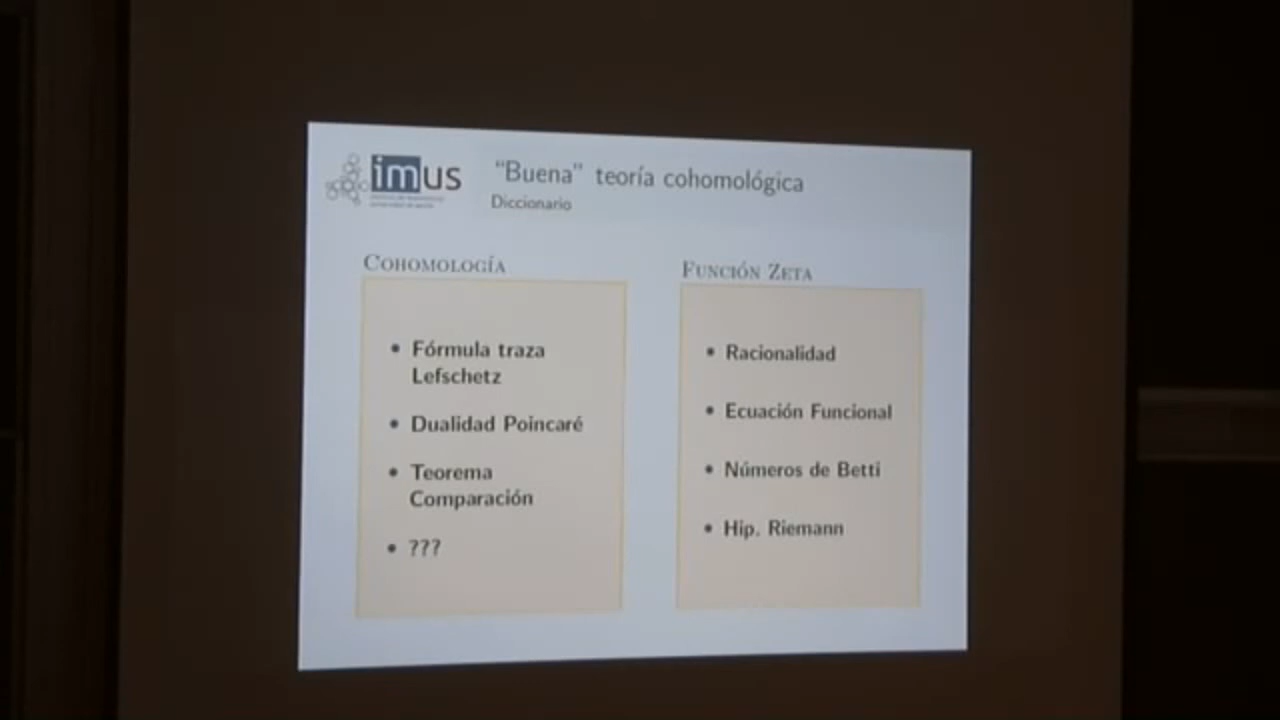 imus
"Buena" teoría cohomológica
Diccionario
Cohomología
• Fórmula traza
Lefschetz
• Dualidad Poincaré
• Teorema
Comparación
• ???
Función Zeta
• Racionalidad
• Ecuación Funcional
• Números de Betti
• Hip. Riemann